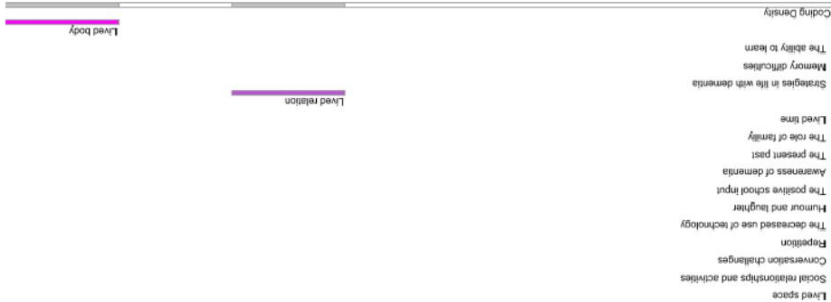 Lived space
Social relationships and activities
Conversation challenges
Repetition
The decreased use of technology
Humour and laughter
The positive school input
Awareness of dementia
The present past
The role of family
Lived time
Lived relation
Strategies in life with dementia
Memory difficulties
The ability to learn
Lived body
Coding Density